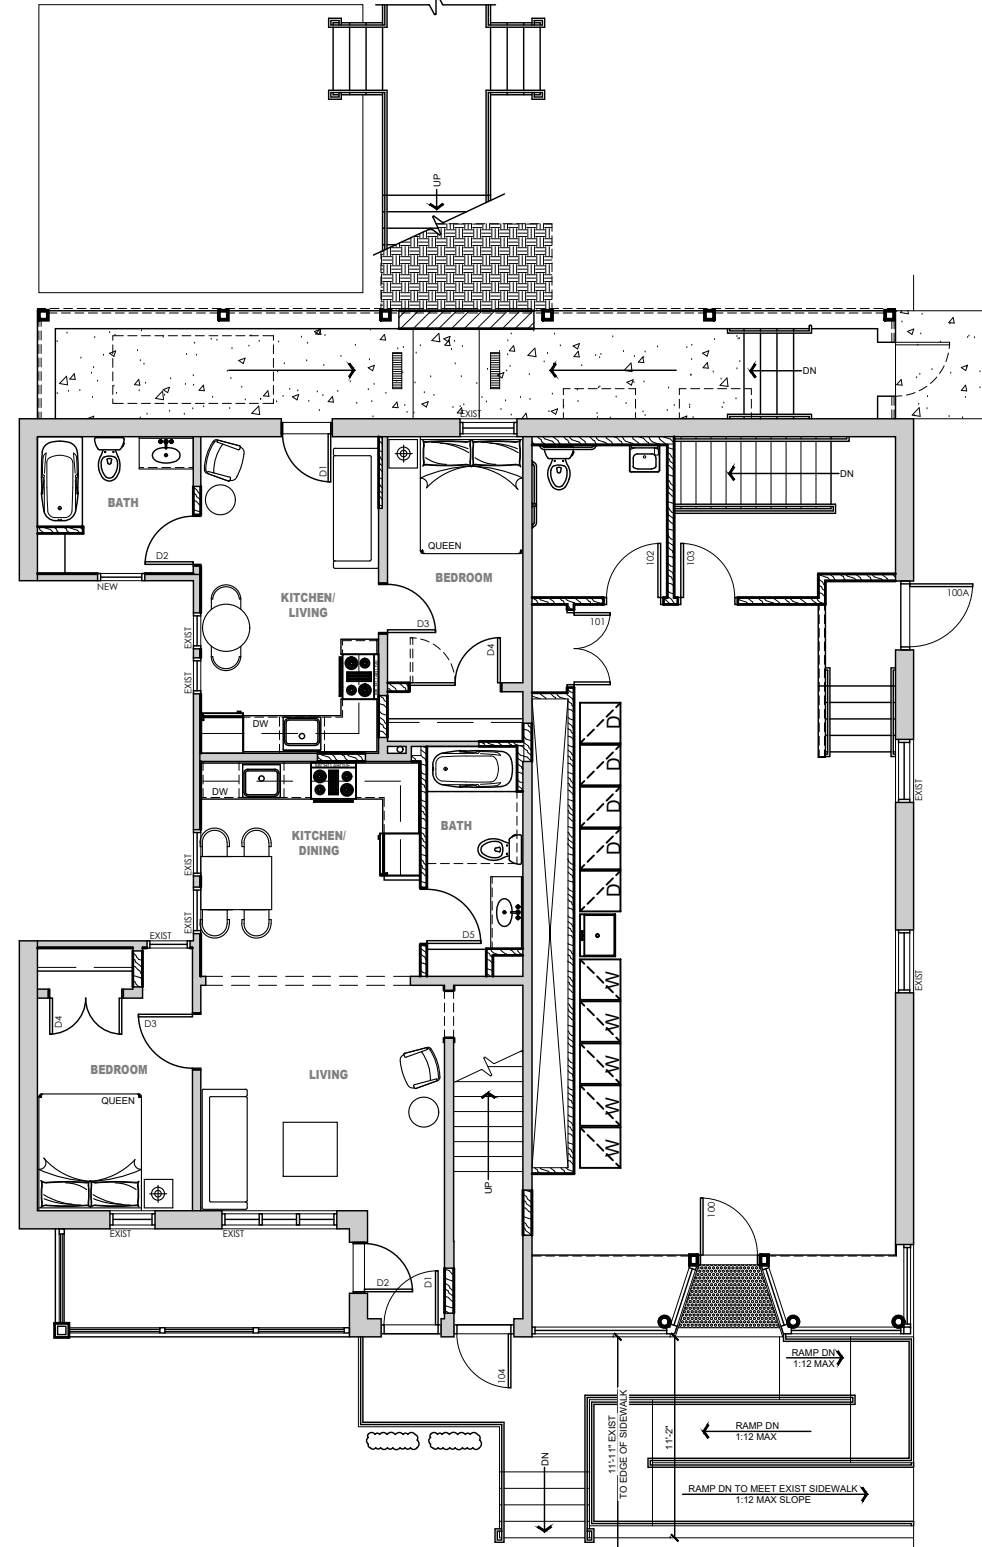 UP
DN
EXIST
D1
BATH
DN
QUEEN
D2
BEDROOM
102
103
NEW
KITCHEN/
LIVING
100A
D3
101
EXIST
D4
EXIST
DW
D
D
D
D
D
EXIST
DW
KITCHEN/
DINING
BATH
EXIST
EXIST
D5
EXIST
EXIST
W
W
W
W
W
D4
D3
BEDROOM
LIVING
QUEEN
UP
100
EXIST
EXIST
D2
D1
104
RAMP DN
1:12 MAX
11'-11" EXIST
TO EDGE OF SIDEWALK
11'-2"
RAMP DN
1:12 MAX
DN
RAMP DN TO MEET EXIST SIDEWALK
1:12 MAX SLOPE